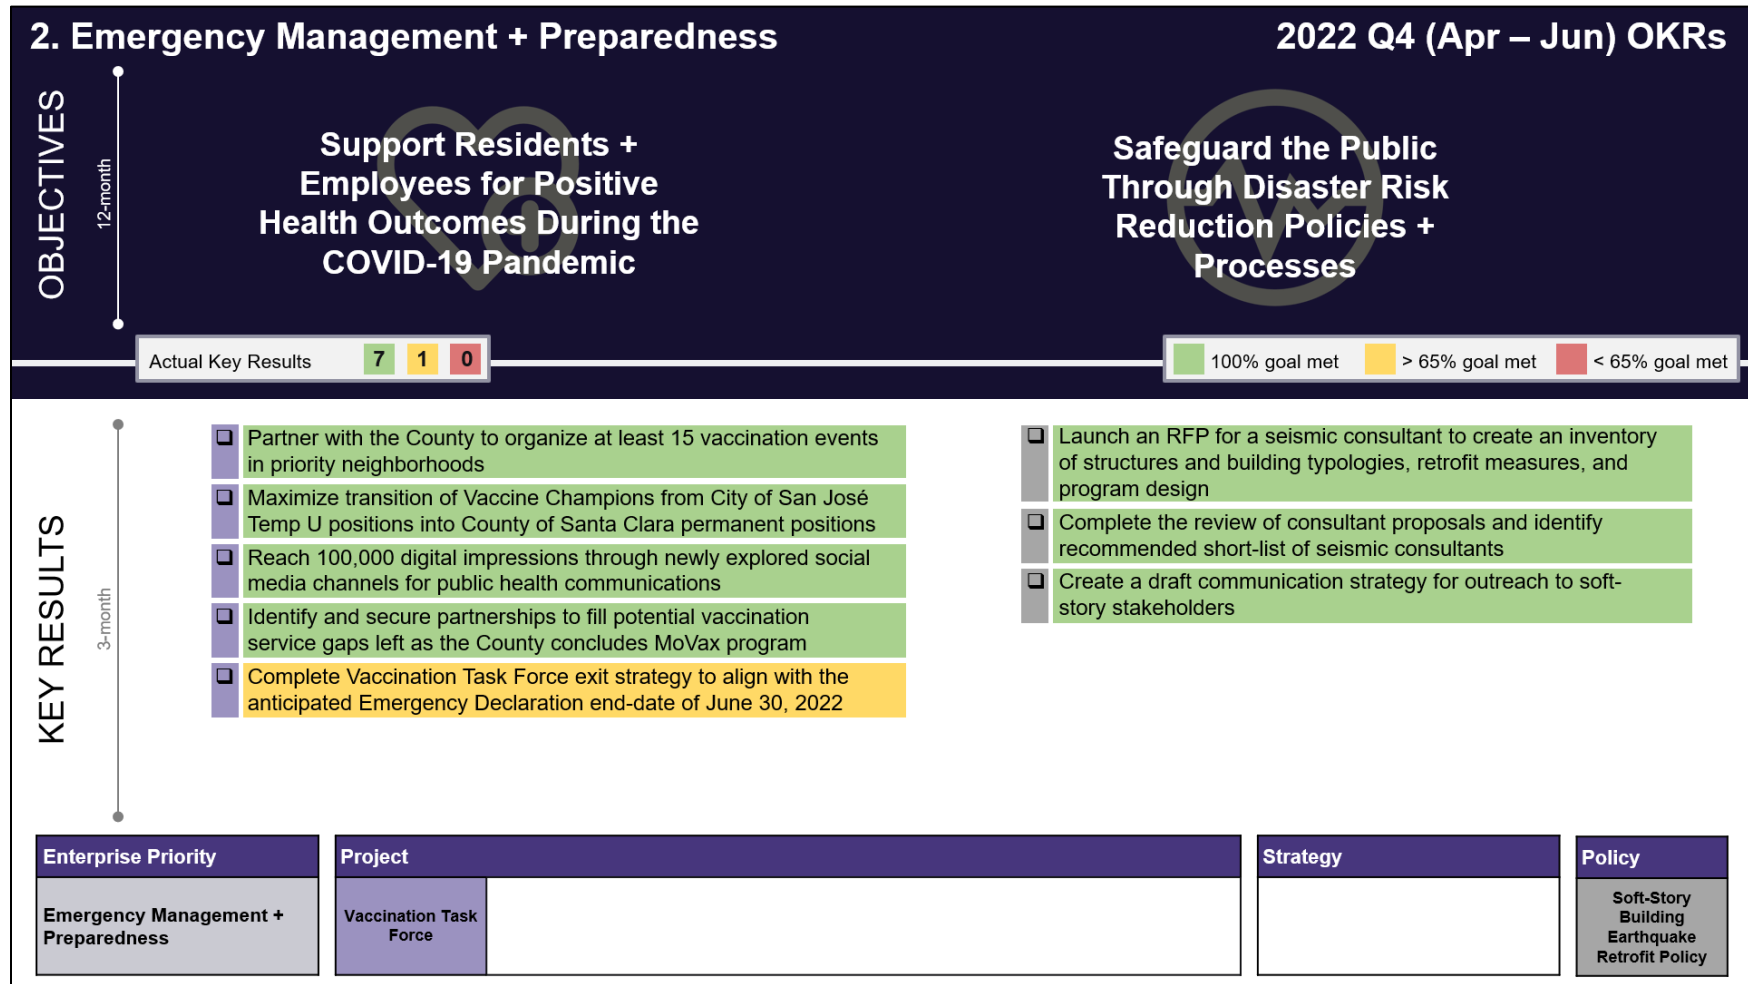 2. Emergency Management + Preparedness
2022 Q4 (Apr – Jun) OKRs
OBJECTIVES
12-month
Support Residents +
Employees for Positive
Health Outcomes During the
COVID-19 Pandemic
Safeguard the Public
Through Disaster Risk
Reduction Policies +
Processes
Actual Key Results 7 1 0
100% goal met > 65% goal met < 65% goal met
KEY RESULTS
3-month
Partner with the County to organize at least 15 vaccination events
in priority neighborhoods
Maximize transition of Vaccine Champions from City of San José
Temp U positions into County of Santa Clara permanent positions
Reach 100,000 digital impressions through newly explored social
media channels for public health communications
Identify and secure partnerships to fill potential vaccination
service gaps left as the County concludes MoVax program
Complete Vaccination Task Force exit strategy to align with the
anticipated Emergency Declaration end-date of June 30, 2022
Launch an RFP for a seismic consultant to create an inventory
of structures and building typologies, retrofit measures, and
program design
Complete the review of consultant proposals and identify
recommended short-list of seismic consultants
Create a draft communication strategy for outreach to soft-
story stakeholders
Enterprise Priority
Emergency Management +
Preparedness
Project
Vaccination Task
Force
Strategy
Policy
Soft-Story
Building
Earthquake
Retrofit Policy